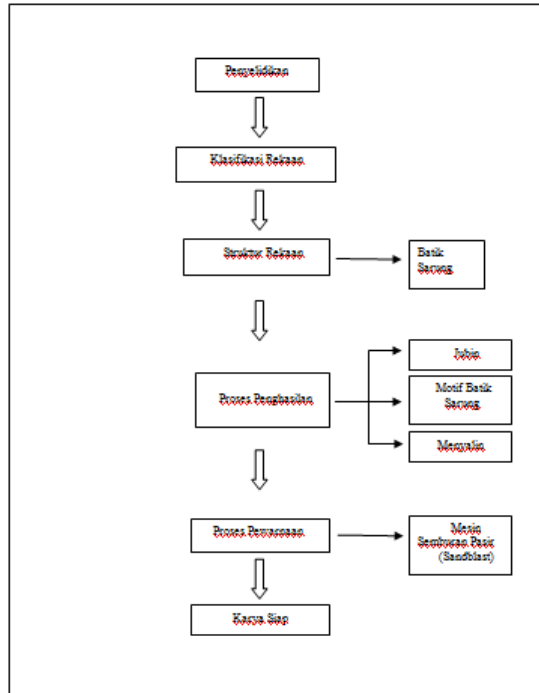 Penyelidikan
Klasifikasi Rekaan
Struktur Rekaan
Batik
Sarung
Proses Penghasilan
Jubin
Motif Batik
Sarung
Menyalin
Proses Pewarnaan
Mesin
Semburan Pasir
(Sandblast)
Karya Siap